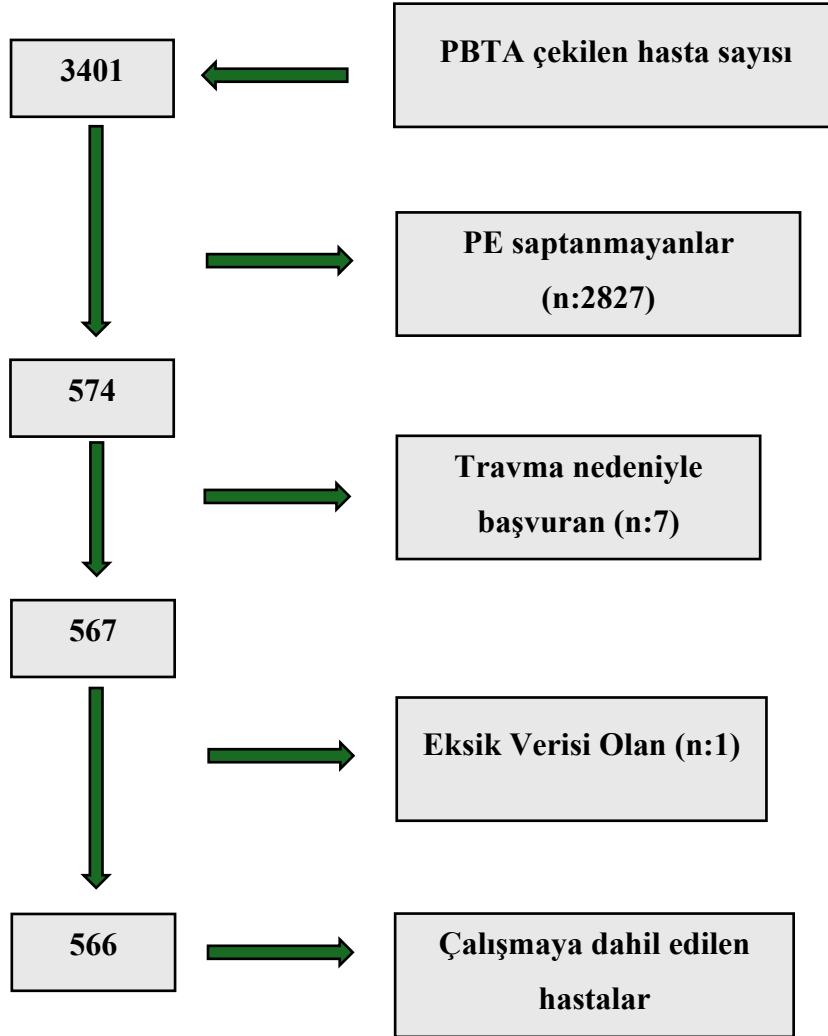 3401
PBTA çekilen hasta sayısı
PE saptanmayanlar
(n:2827)
574
Travma nedeniyle
başvuran (n:7)
567
Eksik Verisi Olan (n:1)
566
Çalışmaya dahil edilen
hastalar